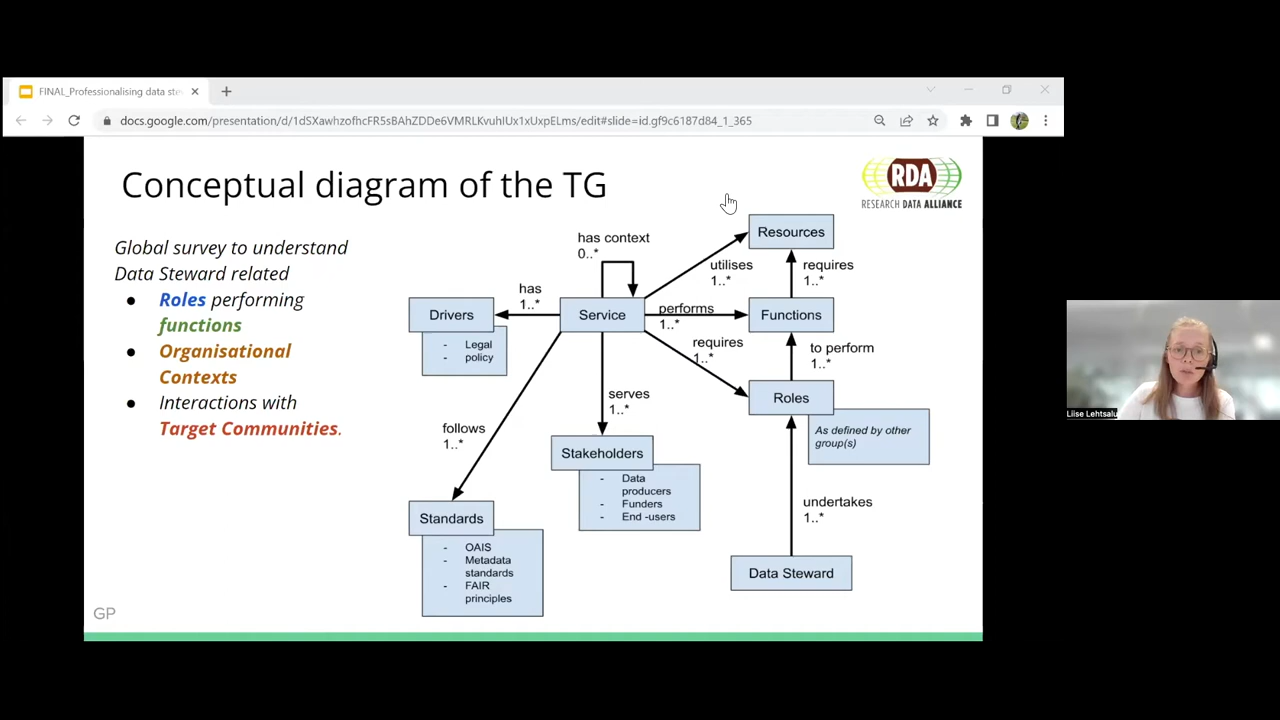 FINAL_Professionalising data ste
docs.google.com/presentation/d/1dSXawhzofhcFR5sBAhZDDe6VMRLKvuhIUx1xUxpELms/edit#slide=id.gf9c6187d84_1_365
Conceptual diagram of the TG
RDA
RESEARCH DATA ALLIANCE
Global survey to understand
Data Steward related
● Roles performing
functions
● Organisational
Contexts
● Interactions with
Target Communities.
has context
0..*
Resources
utilises
1..*
requires
1..*
has
1..*
Drivers
- Legal
- policy
Service
performs
1..*
Functions
requires
1..*
to perform
1..*
serves
1..*
Roles
As defined by other
group(s)
follows
1..*
Stakeholders
- Data
producers
- Funders
- End -users
undertakes
1..*
Standards
- OAIS
- Metadata
standards
- FAIR
principles
Data Steward
GP
Liise Lehtsalu